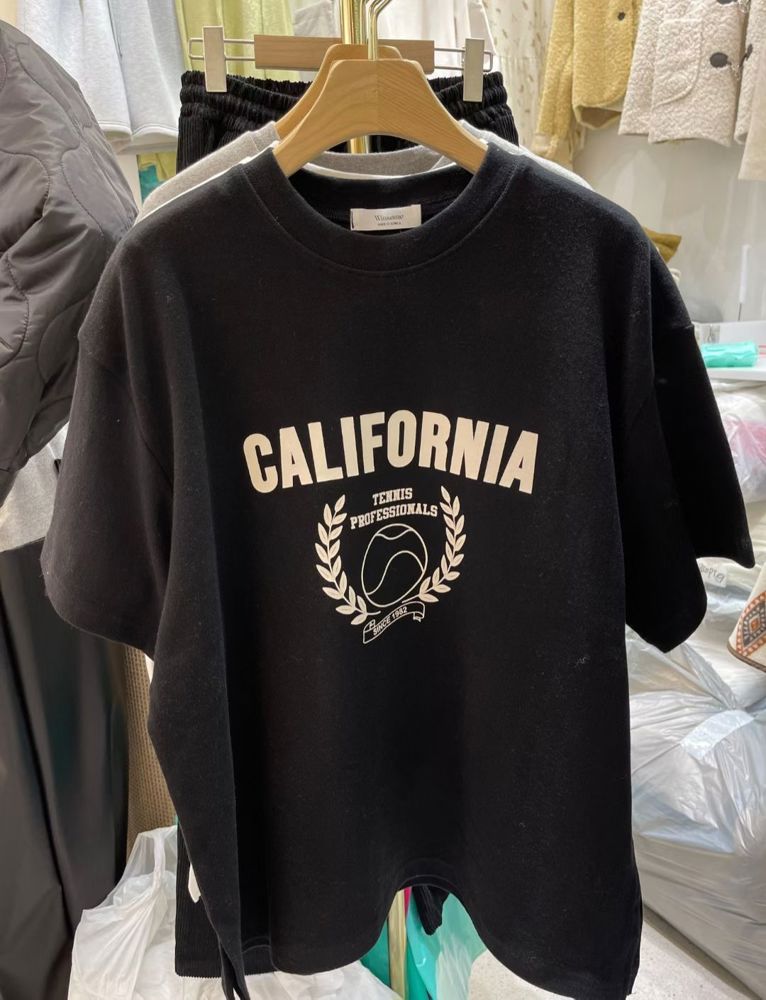 CALIFORNIA
TENNIS
PROFESSIONALS
SINCE 1982